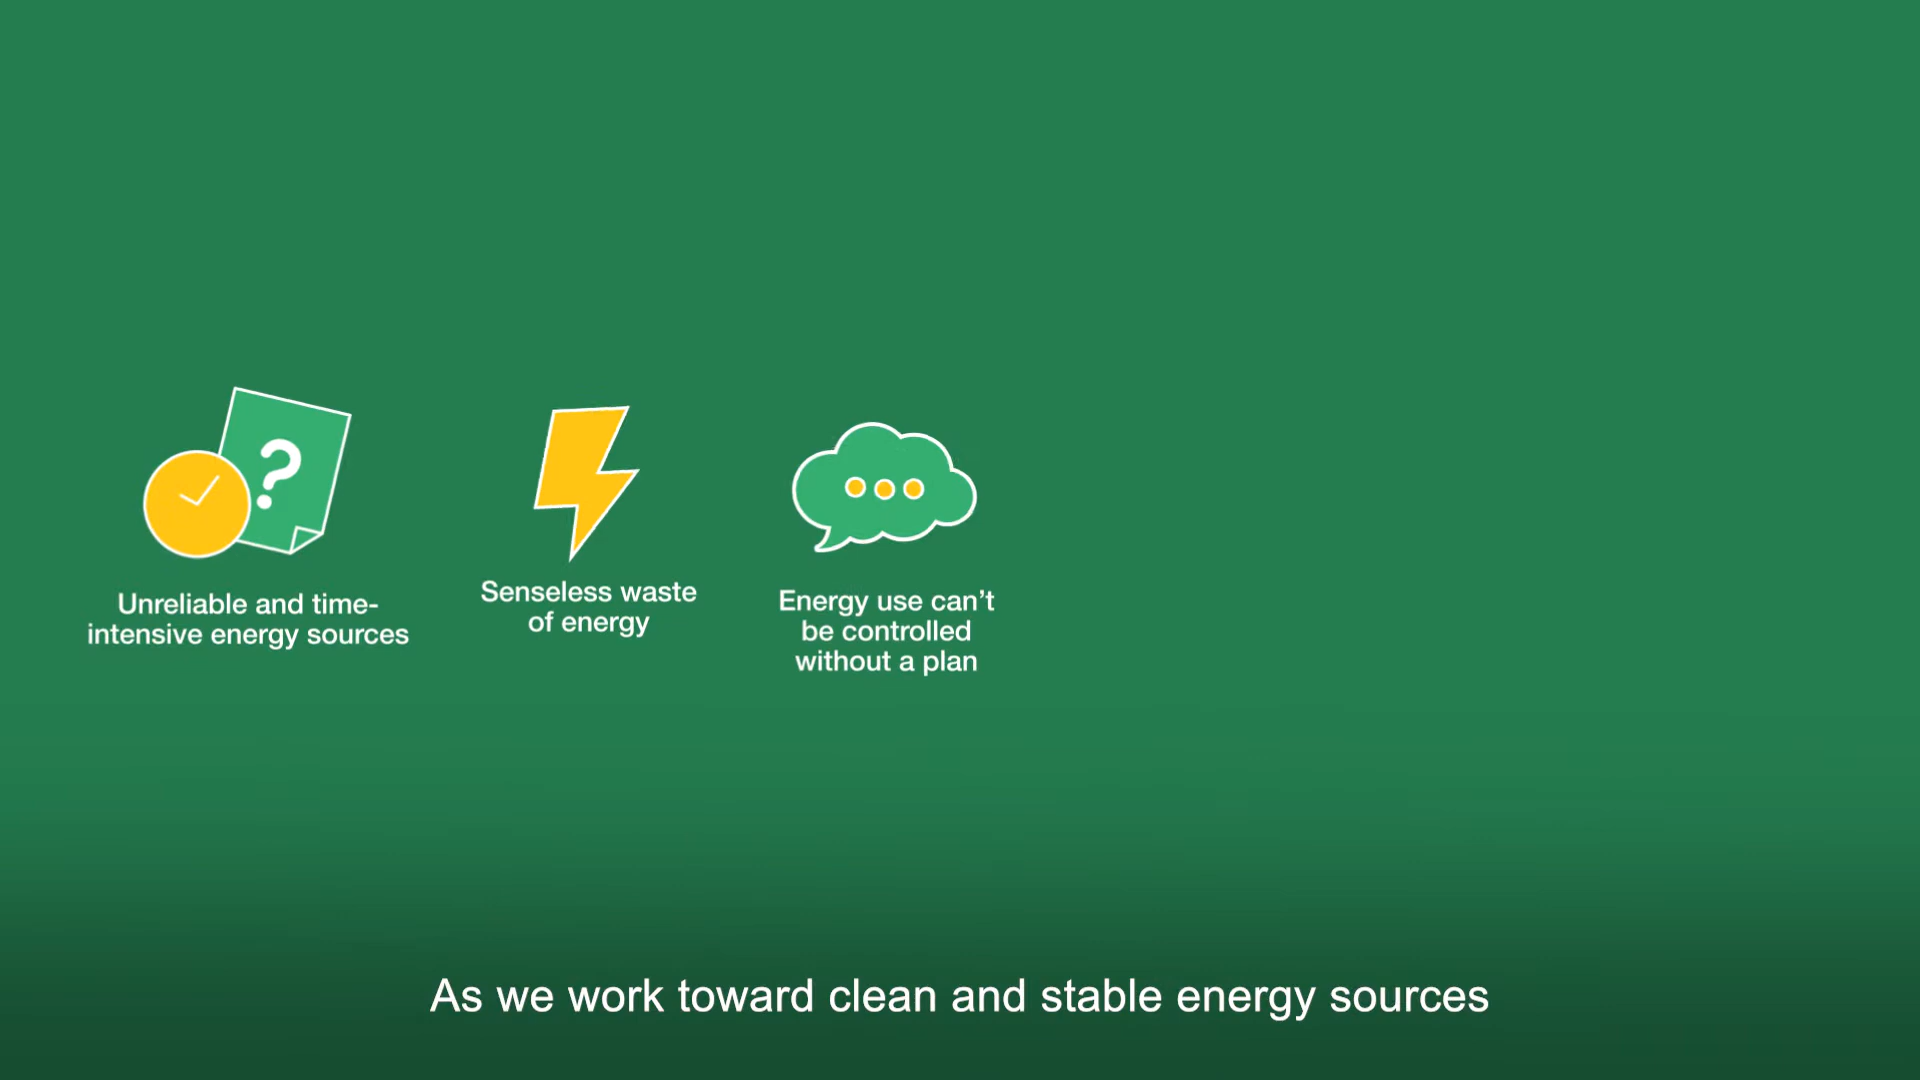 ?
Unreliable and time-
intensive energy sources
Senseless waste
of energy
Energy use can’t
be controlled
without a plan
As we work toward clean and stable energy sources